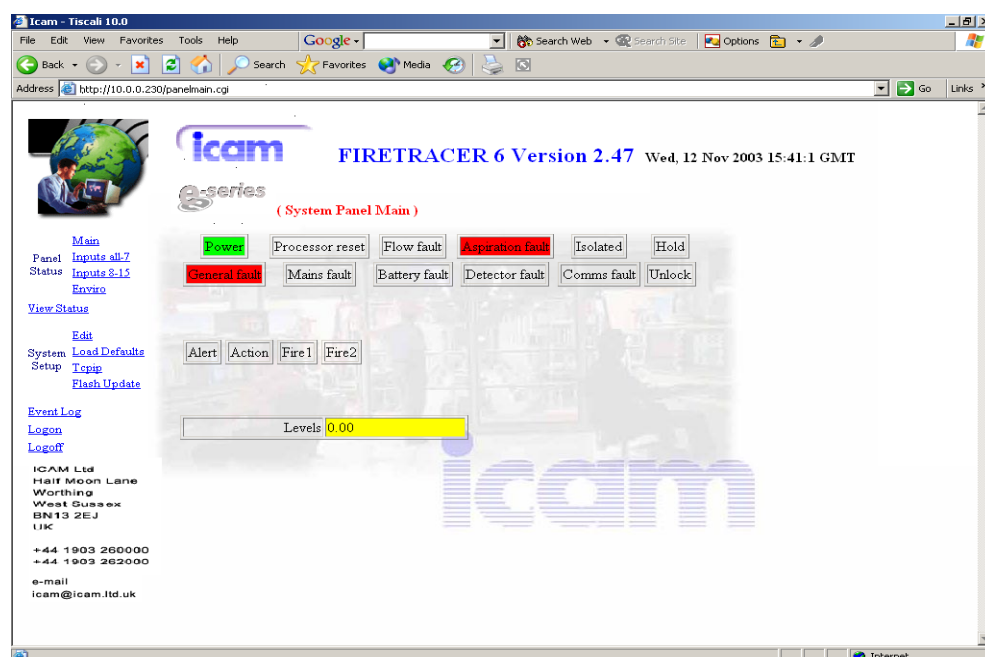 Icam - Tiscali 10.0
File Edit View Favorites Tools Help Google Search Web Search Site Options
Back Search Favorites Media
Address http://10.0.0.230/panelmain.cgi Go Links
icam
FIRETRACER 6 Version 2.47 Wed, 12 Nov 2003 15:41:1 GMT
e-series
( System Panel Main )
Panel Status
Main
Inputs all-7
Inputs 8-15
Enviro
View Status
System Setup
Edit
Load Defaults
Tcpip
Flash Update
Event Log
Logon
Logoff
ICAM Ltd
Half Moon Lane
Worthing
West Sussex
BN13 2EJ
UK
+44 1903 260000
+44 1903 262000
e-mail
icam@icam.ltd.uk
Power Processor reset Flow fault Aspiration fault Isolated Hold
General fault Mains fault Battery fault Detector fault Comms fault Unlock
Alert Action Fire1 Fire2
Levels 0.00
icam
Internet